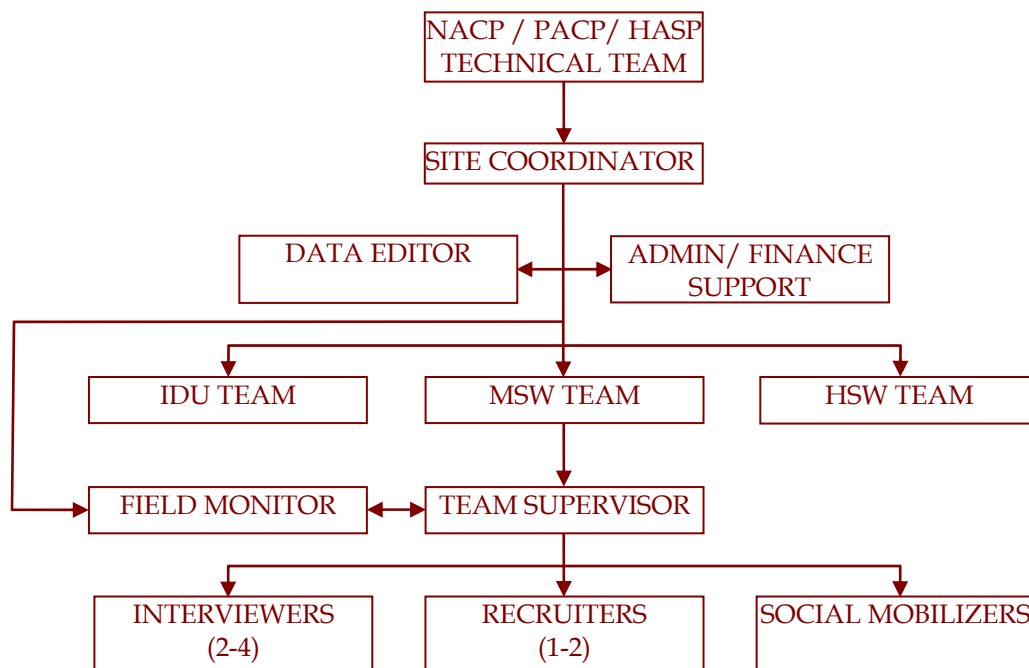 NACP / PACP/ HASP
TECHNICAL TEAM
SITE COORDINATOR
DATA EDITOR
ADMIN/ FINANCE
SUPPORT
IDU TEAM
MSW TEAM
HSW TEAM
FIELD MONITOR
TEAM SUPERVISOR
INTERVIEWERS
(2-4)
RECRUITERS
(1-2)
SOCIAL MOBILIZERS